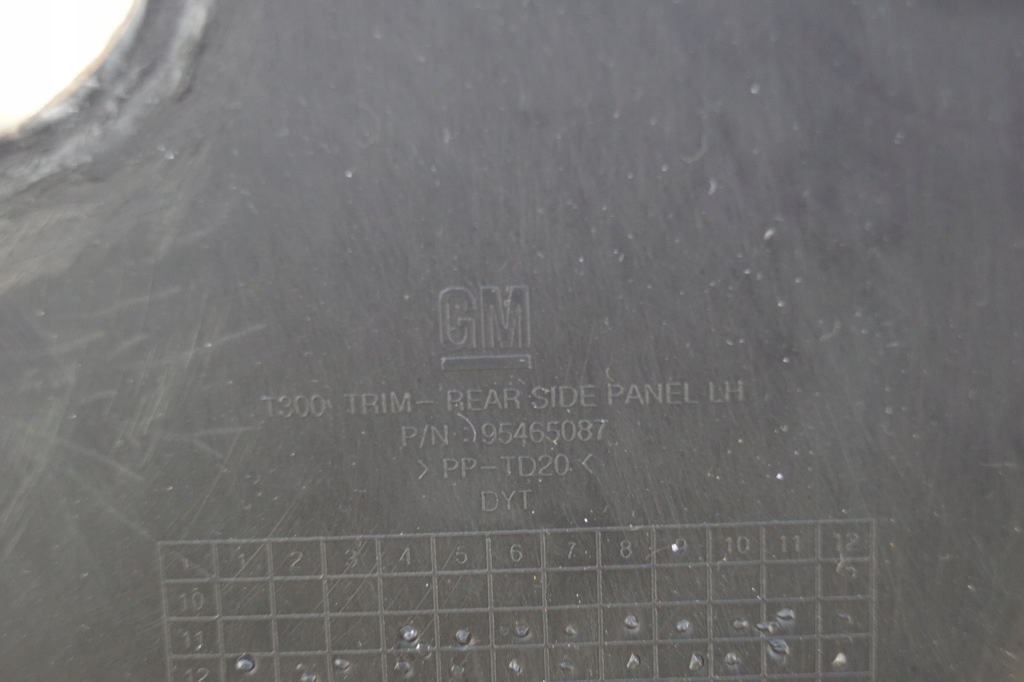 GM
T300 TRIM- REAR SIDE PANEL LH
P/N : 95465087
>PP-TD20<
DYT
1 2 3 4 5 6 7 8 9 10 11 12
10
11
12